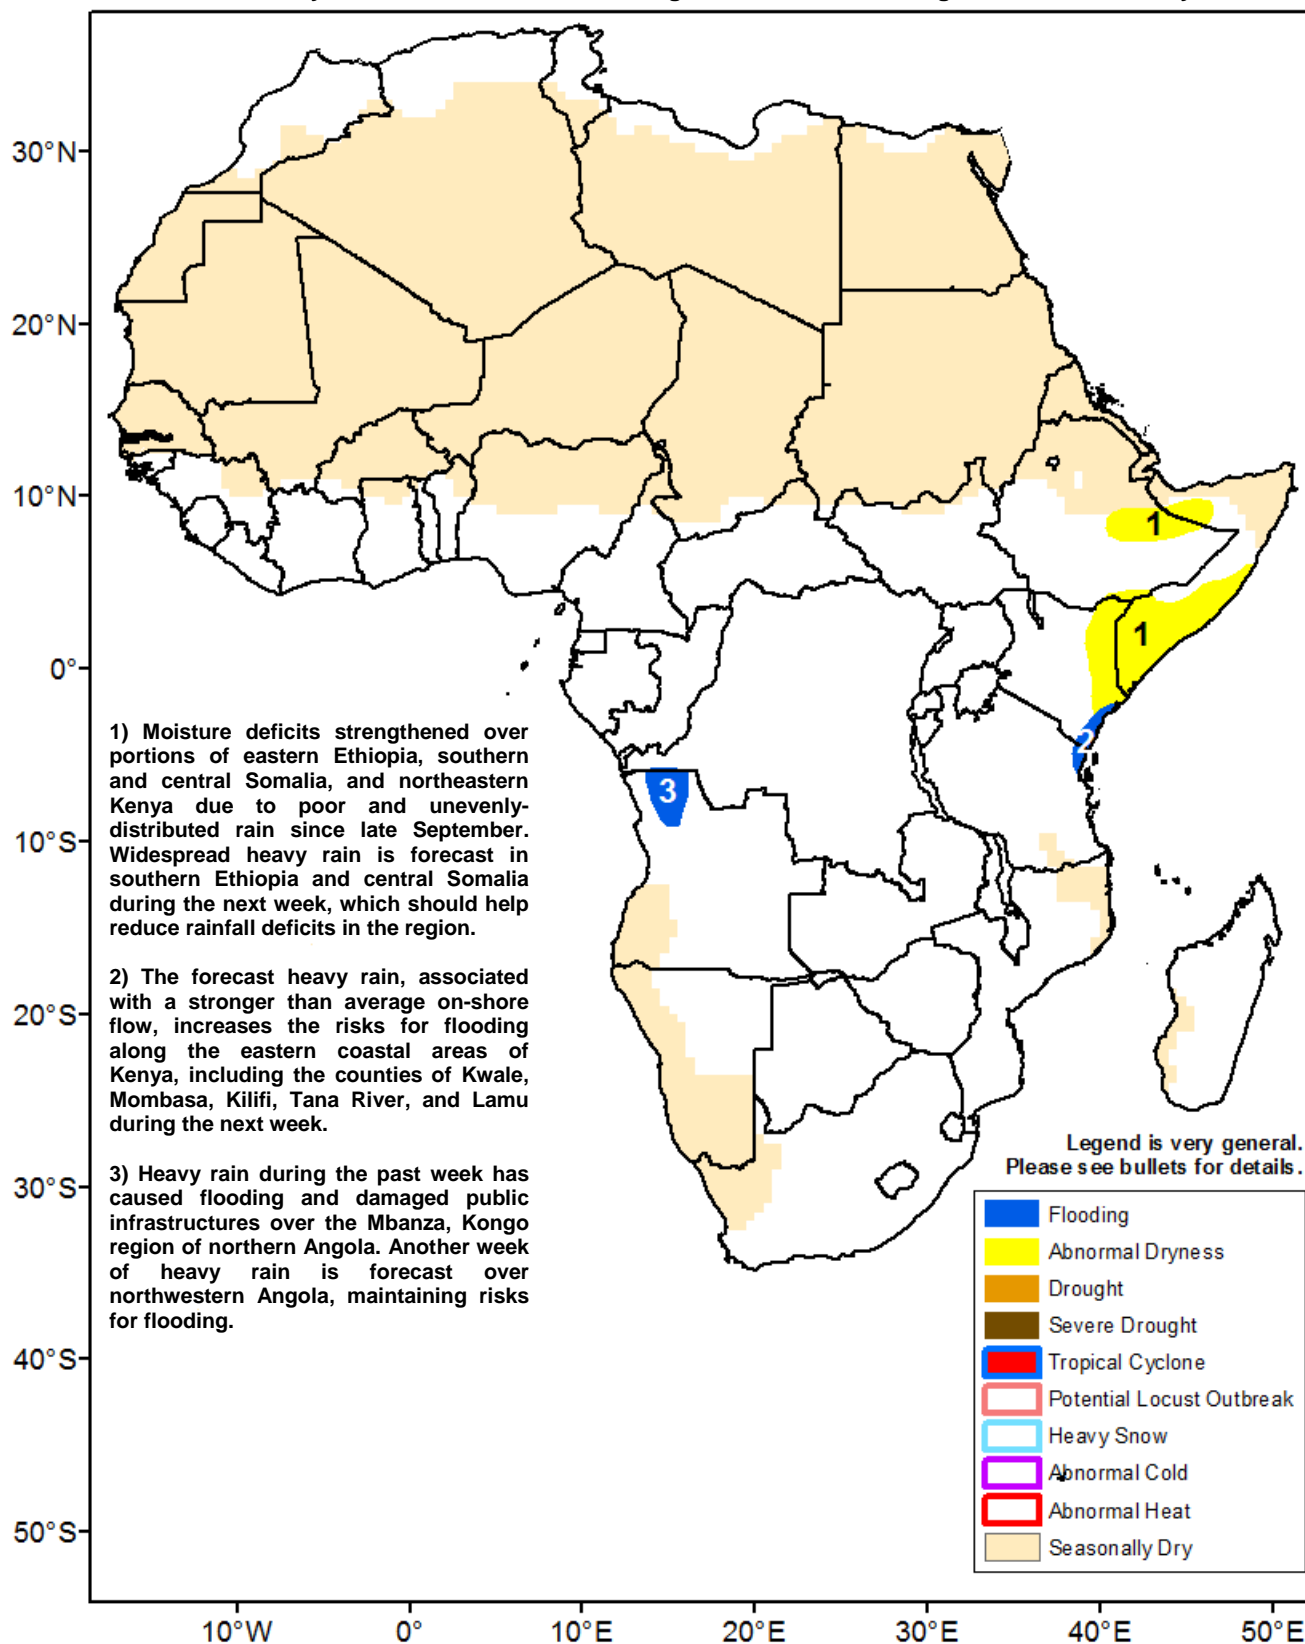 30°N
20°N
10°N
0°
10°S
20°S
30°S
40°S
50°S
10°W
0°
10°E
20°E
30°E
40°E
50°E
1
1
2
3
1) Moisture deficits strengthened over
portions of eastern Ethiopia, southern
and central Somalia, and northeastern
Kenya due to poor and unevenly-
distributed rain since late September.
Widespread heavy rain is forecast in
southern Ethiopia and central Somalia
during the next week, which should help
reduce rainfall deficits in the region.
2) The forecast heavy rain, associated
with a stronger than average on-shore
flow, increases the risks for flooding
along the eastern coastal areas of
Kenya, including the counties of Kwale,
Mombasa, Kilifi, Tana River, and Lamu
during the next week.
3) Heavy rain during the past week has
caused flooding and damaged public
infrastructures over the Mbanza, Kongo
region of northern Angola. Another week
of heavy rain is forecast over
northwestern Angola, maintaining risks
for flooding.
Legend is very general.
Please see bullets for details.
Flooding
Abnormal Dryness
Drought
Severe Drought
Tropical Cyclone
Potential Locust Outbreak
Heavy Snow
Abnormal Cold
Abnormal Heat
Seasonally Dry